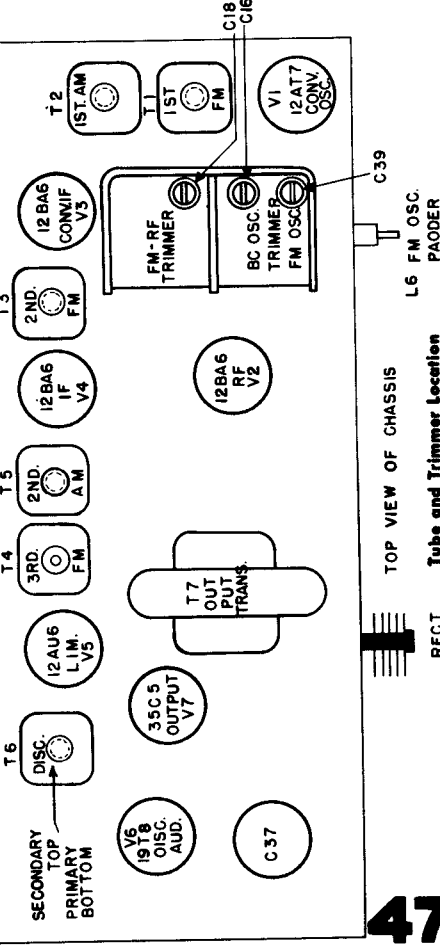 SECONDARY
TOP
PRIMARY
BOTTOM
T6
DISC.
12AU6
LIM.
V5
T4
3RD.
FM
T5
2ND.
AM
12BA6
IF
V4
T3
2ND.
FM
12BA6
CONV.IF
V3
T2
1ST.AM
T1
1ST
FM
V6
19T8
OISC.
AUD.
35C5
OUTPUT
V7
T7
OUT
PUT
TRANS.
12BA6
RF
V2
FM-RF
TRIMMER
BC OSC.
TRIMMER
FM OSC.
V1
12AT7
CONV.
OSC.
C18
C16
C37
C39
RECT.
TOP VIEW OF CHASSIS
L6 FM OSC.
PAODER
Tube and Trimmer Location
47